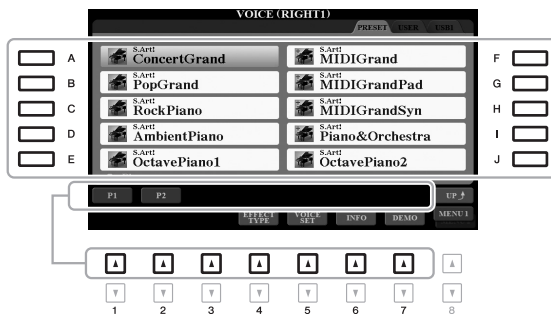 VOICE (RIGHT1)
PRESET USER USB1
A S.Art! ConcertGrand S.Art! MIDIGrand F
B S.Art! PopGrand S.Art! MIDIGrandPad G
C S.Art! RockPiano S.Art! MIDIGrandSyn H
D S.Art! AmbientPiano S.Art! Piano&Orchestra I
E S.Art! OctavePiano1 S.Art! OctavePiano2 J
P1 P2 UP
EFFECT TYPE VOICE SET INFO DEMO MENU 1
1 2 3 4 5 6 7 8